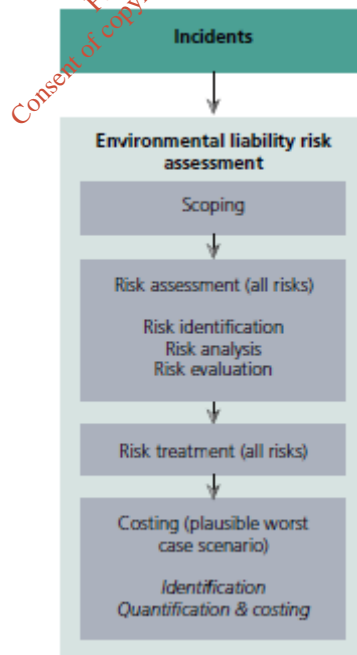 Incidents
Consent of copy
Environmental liability risk
assessment
Scoping
Risk assessment (all risks)
Risk identification
Risk analysis
Risk evaluation
Risk treatment (all risks)
Costing (plausible worst
case scenario)
Identification
Quantification & costing